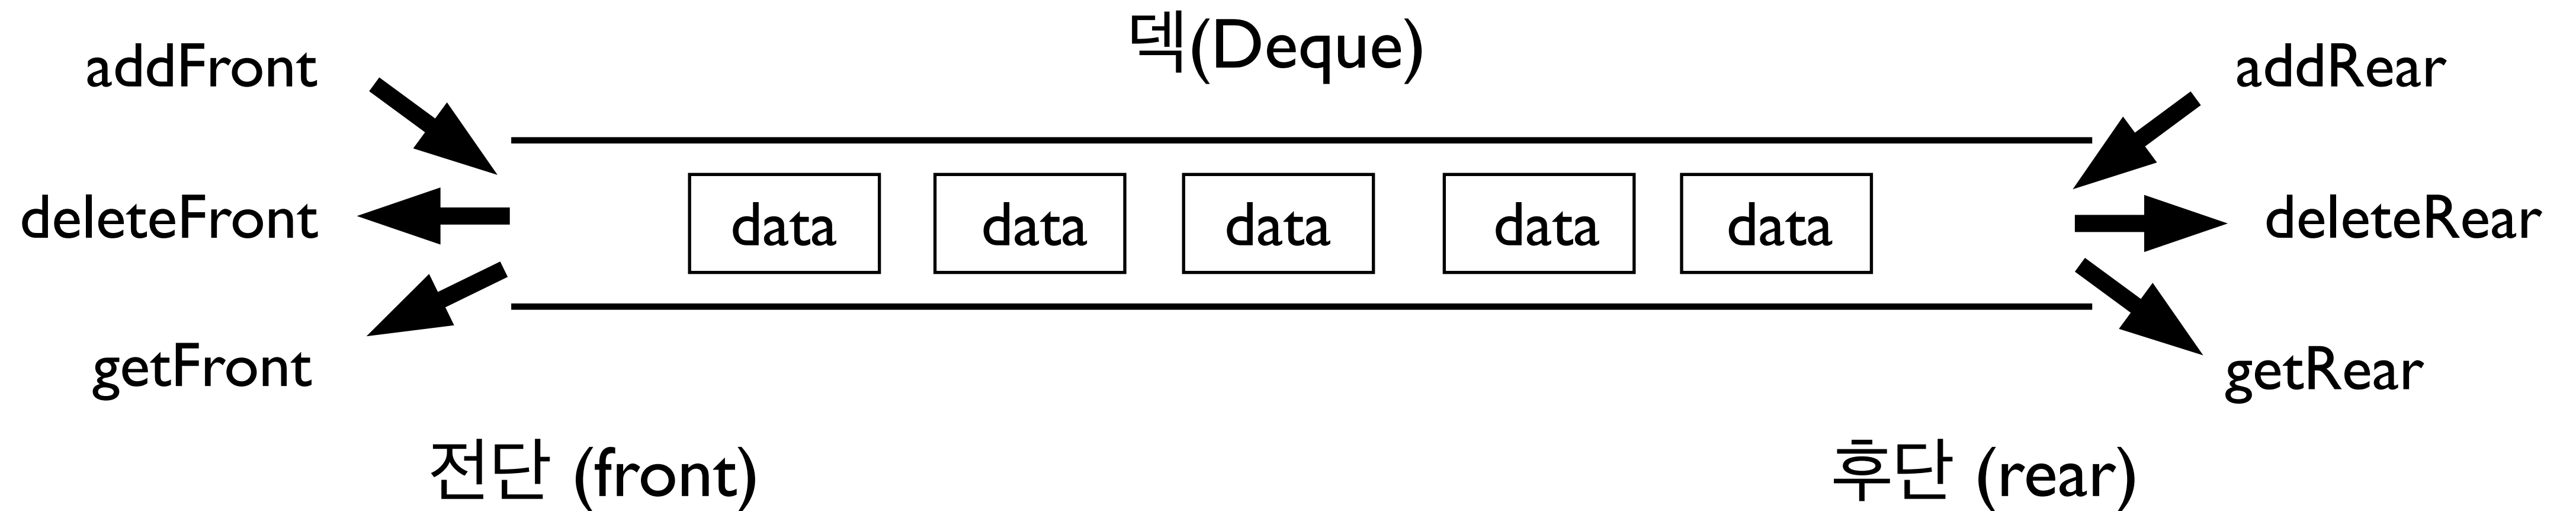 덱(Deque)
addFront
addRear
deleteFront
data
data
data
data
data
deleteRear
getFront
getRear
전단 (front)
후단 (rear)